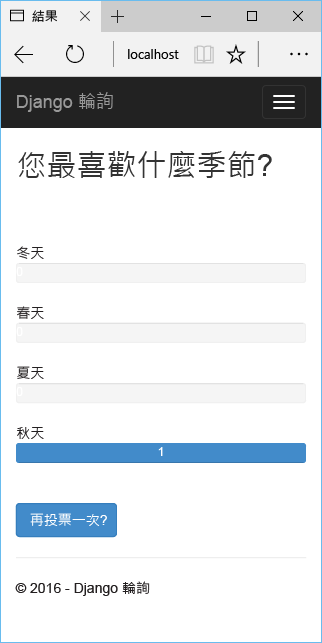 結果
localhost
Django 輪詢
您最喜歡什麼季節?
冬天
0
春天
0
夏天
0
秋天
1
再投票一次?
© 2016 - Django 輪詢